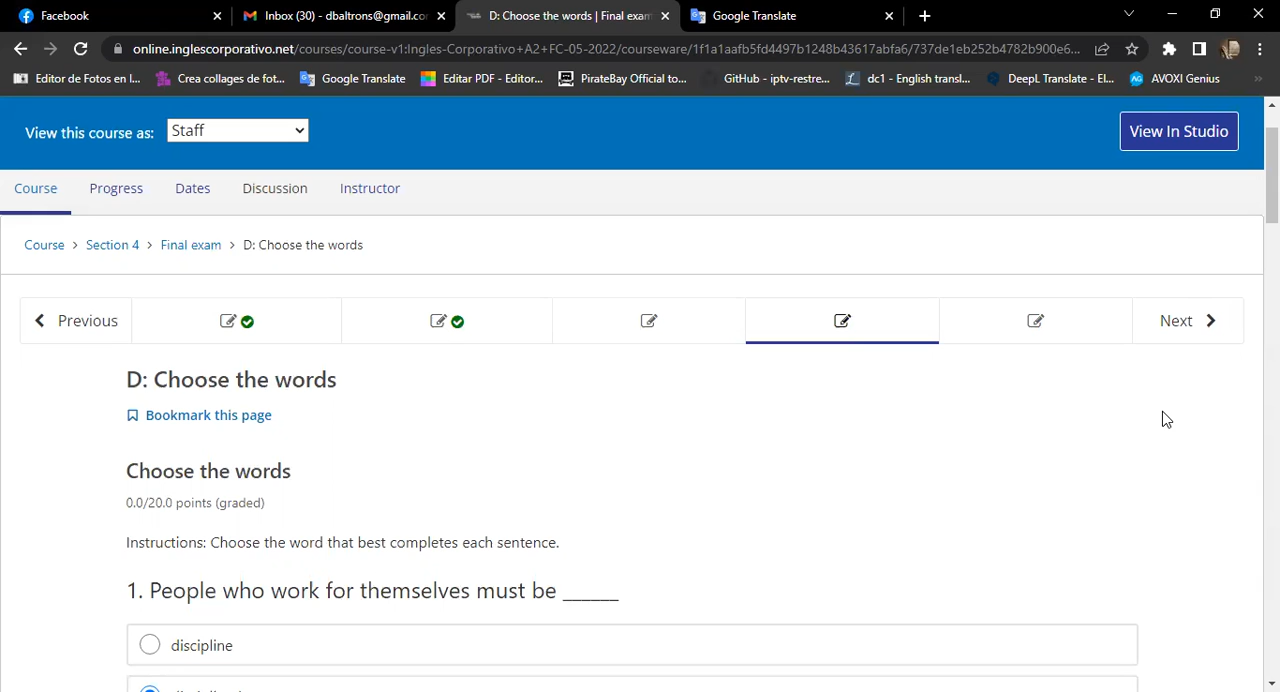 Facebook
Inbox (30) - dbaltrons@gmail.co
D: Choose the words | Final exam
Google Translate
online.inglescorporativo.net/courses/course-v1:Ingles-Corporativo+A2+FC-05-2022/courseware/1f1a1aafb5fd4497b1248b43617abfa6/737de1eb252b4782b900e6...
Editor de Fotos en l...
Crea collages de fot...
Google Translate
Editar PDF - Editor...
PirateBay Official to...
GitHub - iptv-restre...
dc1 - English transl...
DeepL Translate - El...
AVOXI Genius
»
View this course as:
Staff
View In Studio
Course
Progress
Dates
Discussion
Instructor
Course > Section 4 > Final exam > D: Choose the words
Previous
Next
D: Choose the words
Bookmark this page
Choose the words
0.0/20.0 points (graded)
Instructions: Choose the word that best completes each sentence.
1. People who work for themselves must be ______
discipline